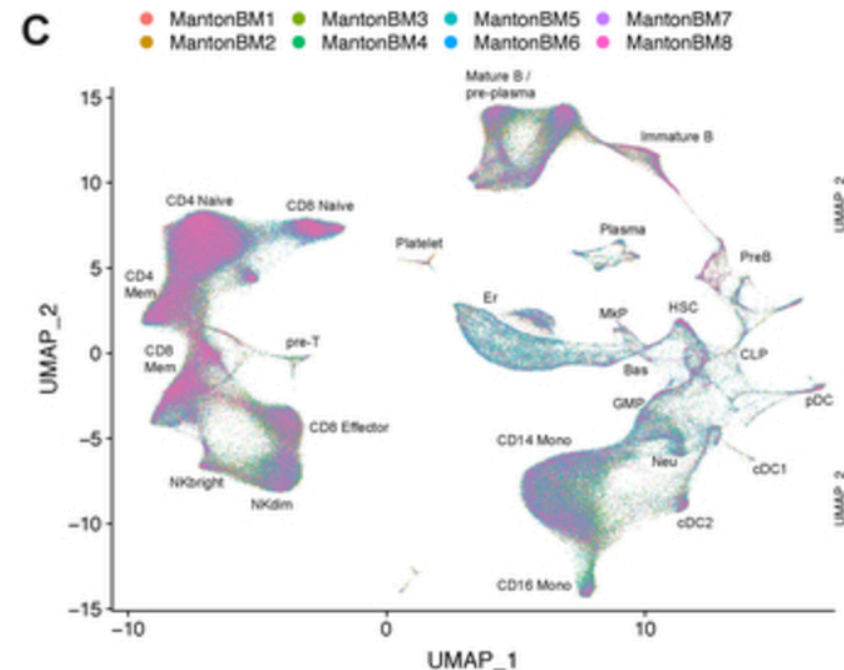 C
MantonBM1 MantonBM3 MantonBM5 MantonBM7
MantonBM2 MantonBM4 MantonBM6 MantonBM8
Mature B /
pre-plasma
15
Immature B
10
CD4 Naive
CD8 Naive
Plasma
Platelet
PreB
5
CD4
Mem
Er
MkP
HSC
UMAP_2
pre-T
0
CD8
Mem
CLP
Bas
pDC
GMP
CD8 Effector
CD14 Mono
-5
Neu
cDC1
NKbright
NKdim
cDC2
-10
CD16 Mono
-15
-10 0 10
UMAP_1
UMAP_2
UMAP_2